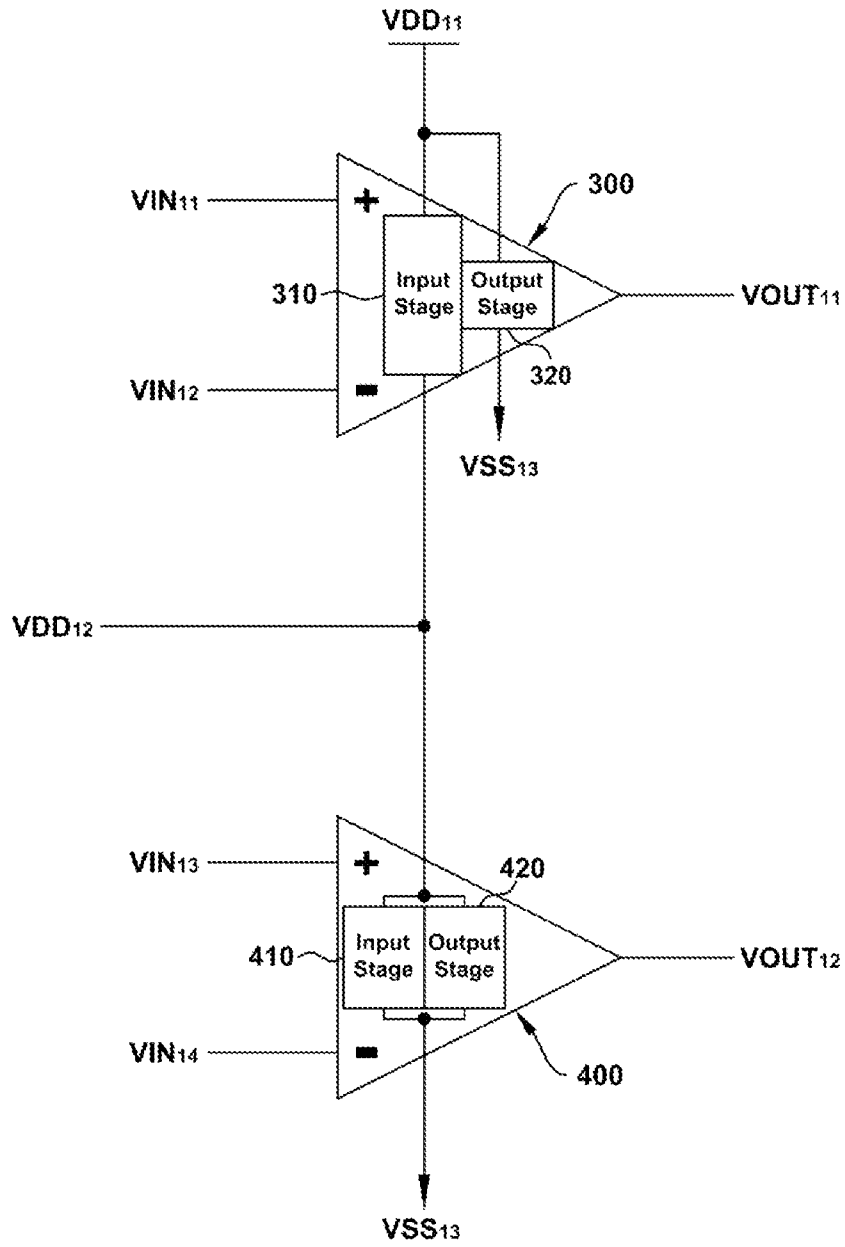 VDD11
VIN11
+
300
310
Input
Stage
Output
Stage
VOUT11
320
VIN12
-
VSS13
VDD12
VIN13
+
420
410
Input
Stage
Output
Stage
VOUT12
VIN14
-
400
VSS13